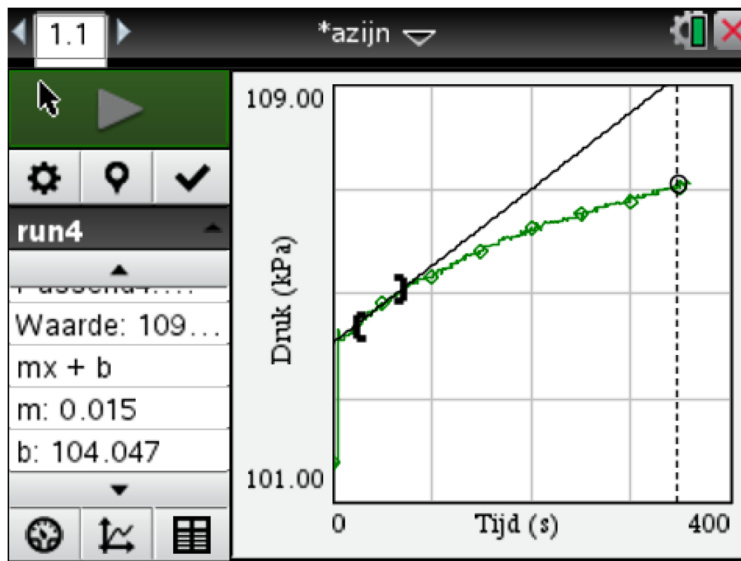 1.1
*azijn
run4
Waarde: 109...
mx + b
m: 0.015
b: 104.047
109.00
Druk (kPa)
101.00
0
Tijd (s)
400